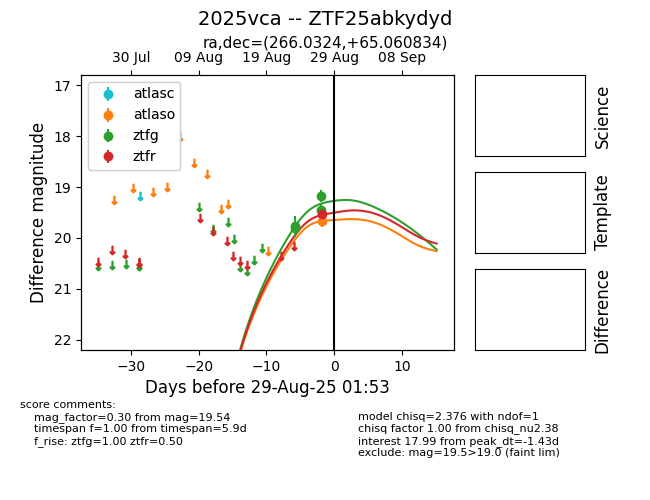 2025vca -- ZTF25abkydyd
ra,dec=(266.0324,+65.060834)
30 Jul 09 Aug 19 Aug 29 Aug 08 Sep
atlasc
atlaso
ztfg
ztfr
17
18
19
20
21
22
Difference magnitude
−30 −20 −10 0 10
Days before 29-Aug-25 01:53
Science
Template
Difference
score comments:
mag_factor=0.30 from mag=19.54
timespan f=1.00 from timespan=5.9d
f_rise: ztfg=1.00 ztfr=0.50
model chisq=2.376 with ndof=1
chisq factor 1.00 from chisq_nu2.38
interest 17.99 from peak_dt=-1.43d
exclude: mag=19.5>19.0 (faint lim)